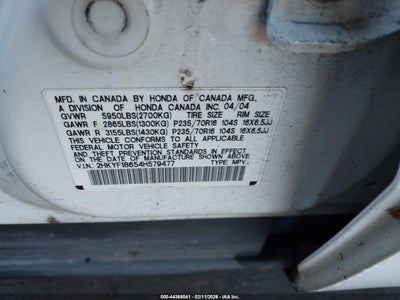 MFD. IN CANADA BY HONDA OF CANADA MFG.,
A DIVISION OF HONDA CANADA INC. 04/04
GVWR 5950LBS(2700KG) TIRE SIZE RIM SIZE
GAWR F 2865LBS(1300KG) P235/70R16 104S 16X6.5JJ
GAWR R 3155LBS(1430KG) P235/70R16 104S 16X6.5JJ
THIS VEHICLE CONFORMS TO ALL APPLICABLE
FEDERAL MOTOR VEHICLE SAFETY AND THEFT
PREVENTION STANDARDS IN EFFECT ON THE DATE
OF MANUFACTURE SHOWN ABOVE.
V.I.N.: 2HKYF18654H579477 TYPE: MPV
000-44368041 - 02/11/2026 - IAA Inc.